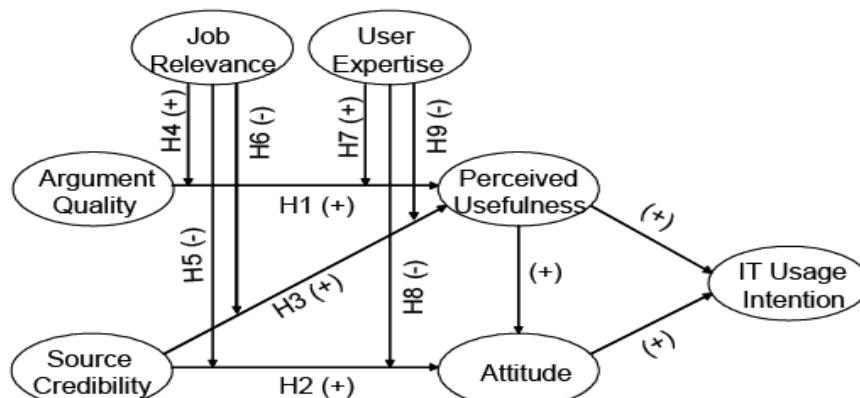 Job
Relevance
User
Expertise
H4 (+)
H6 (-)
H7 (+)
H9 (-)
Argument
Quality
H1 (+)
Perceived
Usefulness
(+)
H5 (-)
H3 (+)
H8 (-)
(+)
IT Usage
Intention
Source
Credibility
H2 (+)
Attitude
(+)